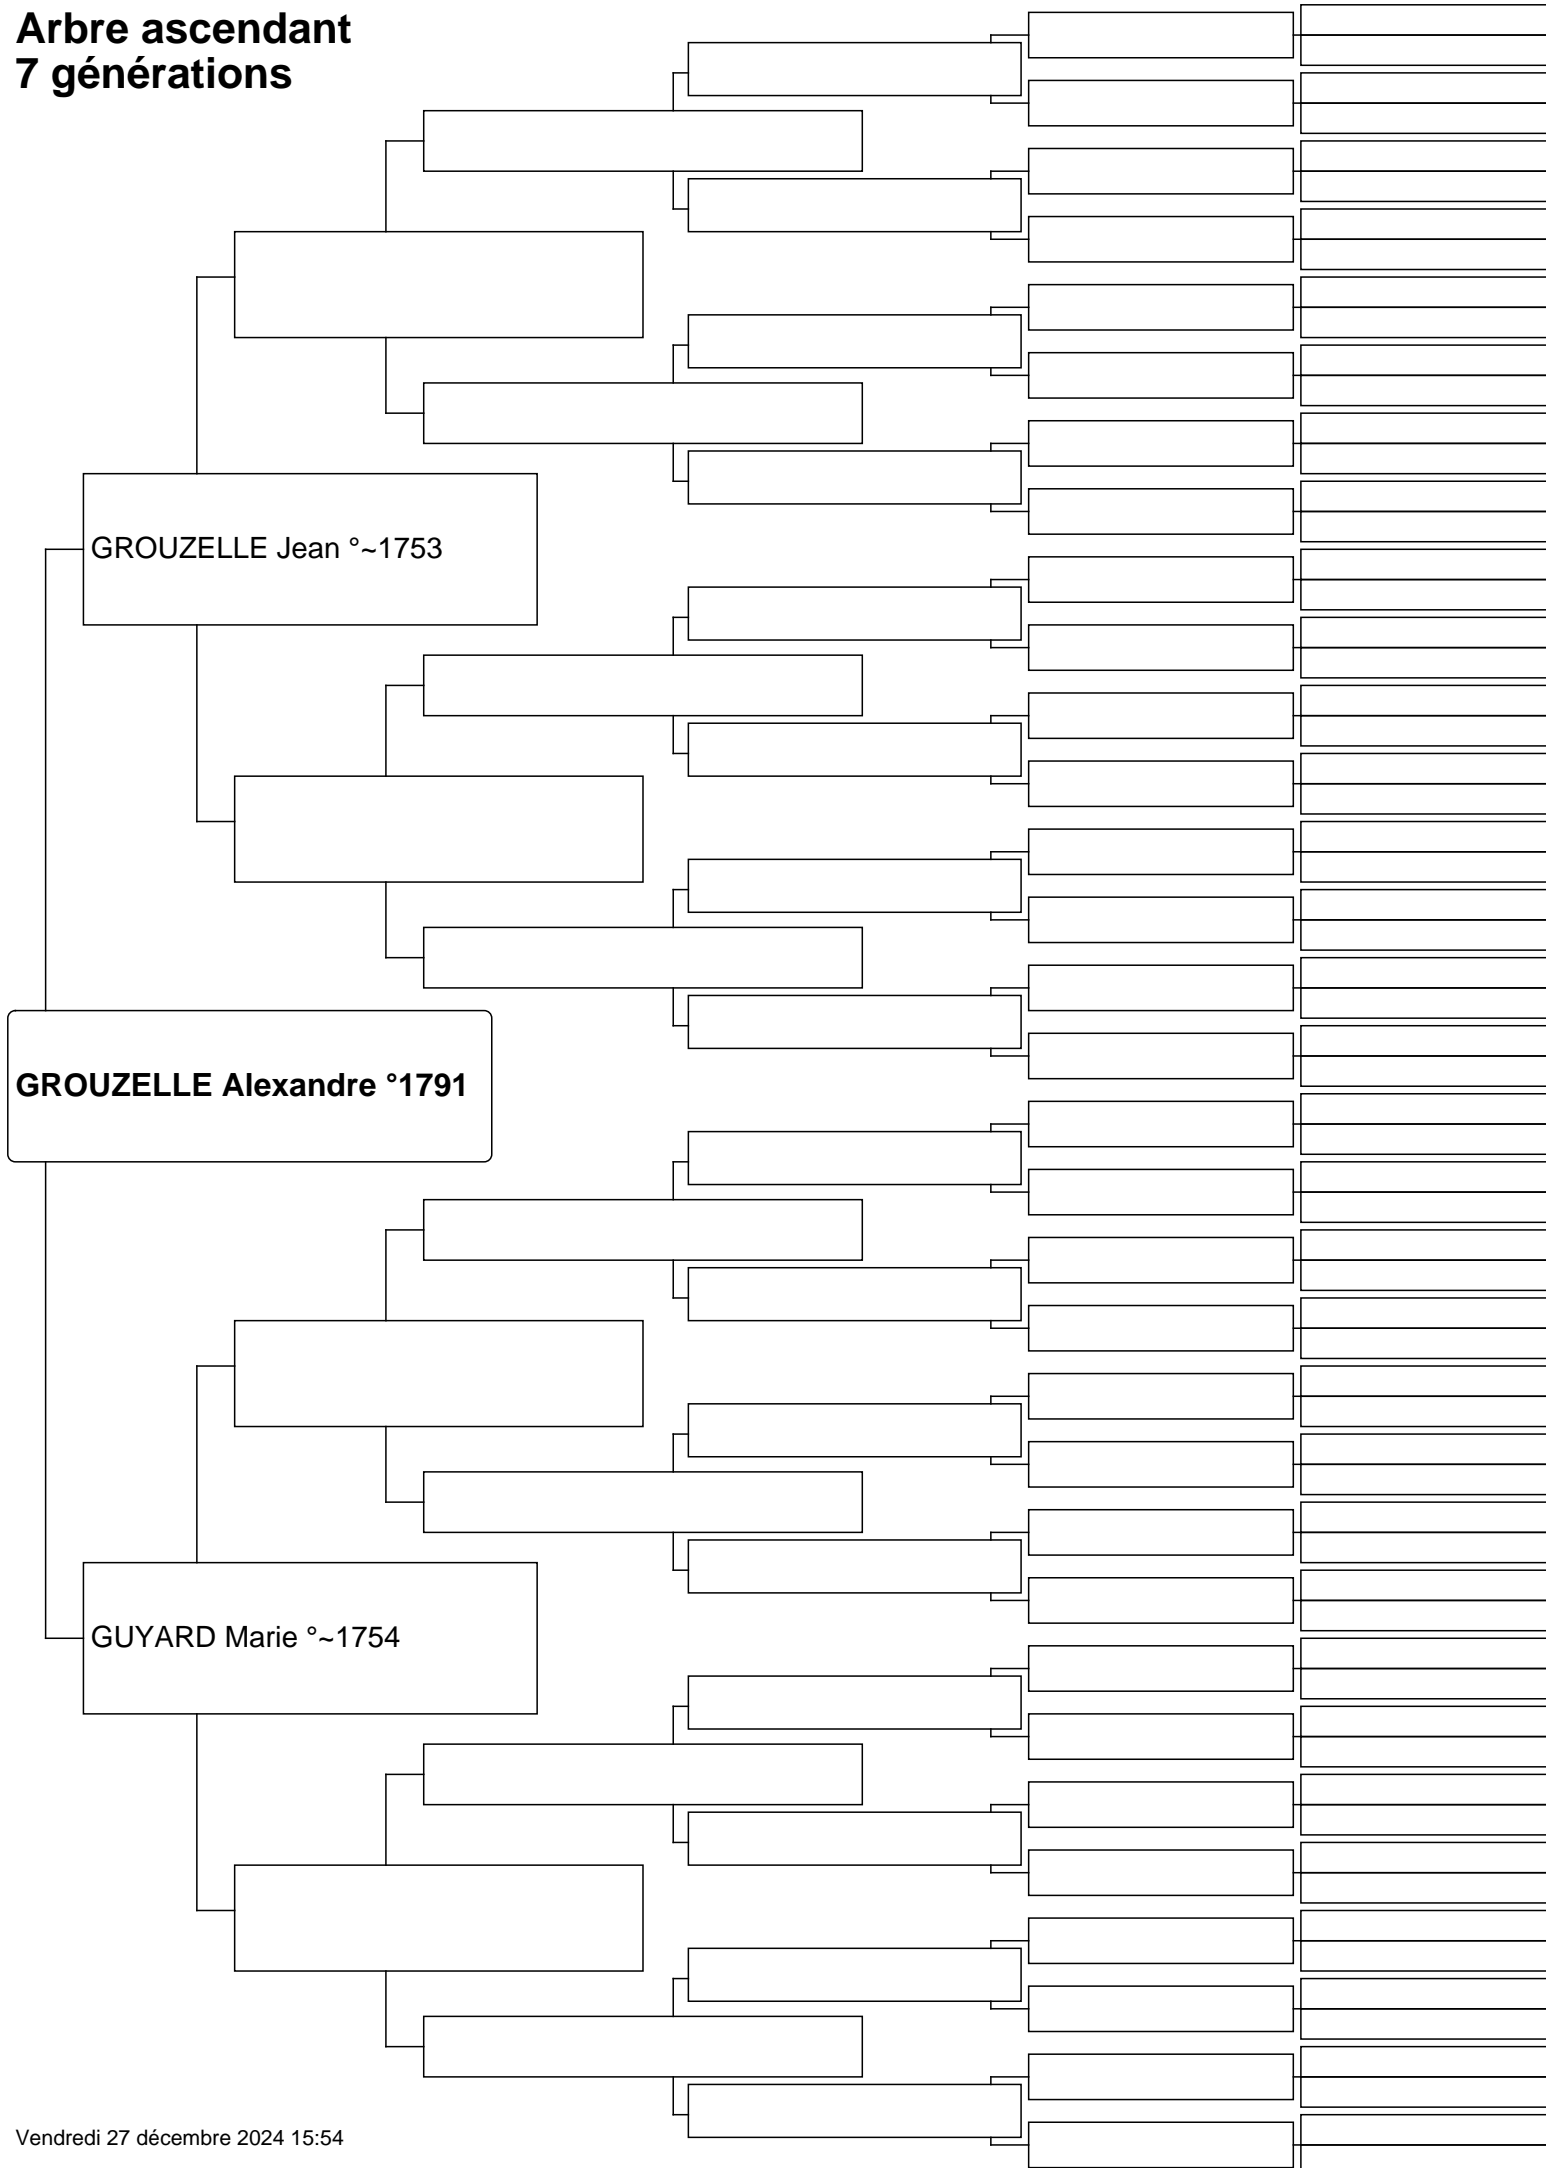 Arbre ascendant
7 générations
GROUZELLE Jean °~1753
GROUZELLE Alexandre °1791
GUYARD Marie °~1754
Vendredi 27 décembre 2024 15:54